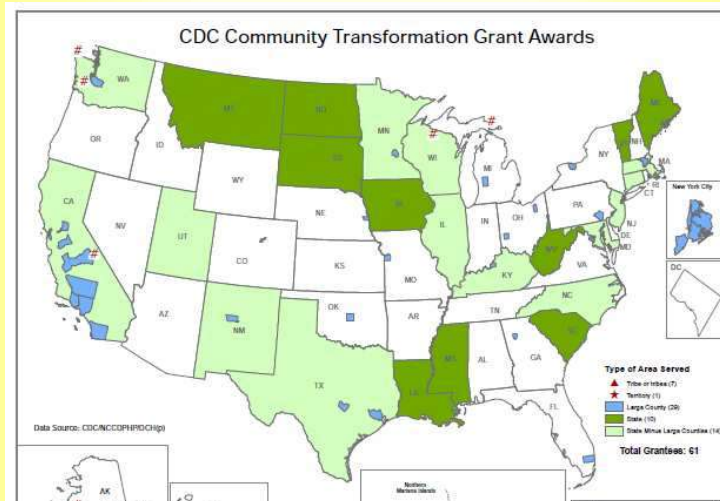 CDC Community Transformation Grant Awards
#
#
WA
MT
ND
MN
#
#
ME
OR
ID
SD
WI
MI
NY
VT
NH
MA
RI
CT
New York City
WY
IA
CA
NV
NE
IL
IN
OH
PA
NJ
DE
MD
UT
CO
#
KS
MO
KY
WV
VA
DC
AZ
NM
OK
AR
TN
NC
SC
TX
LA
MS
AL
GA
FL
Type of Area Served
Tribe or tribes (7)
Territory (1)
Large County (29)
State (10)
State Minus Large Counties (14)
Total Grantees: 61
Data Source: CDC/NCCDPHP/DCH(p)
AK
Northern
Mariana Islands